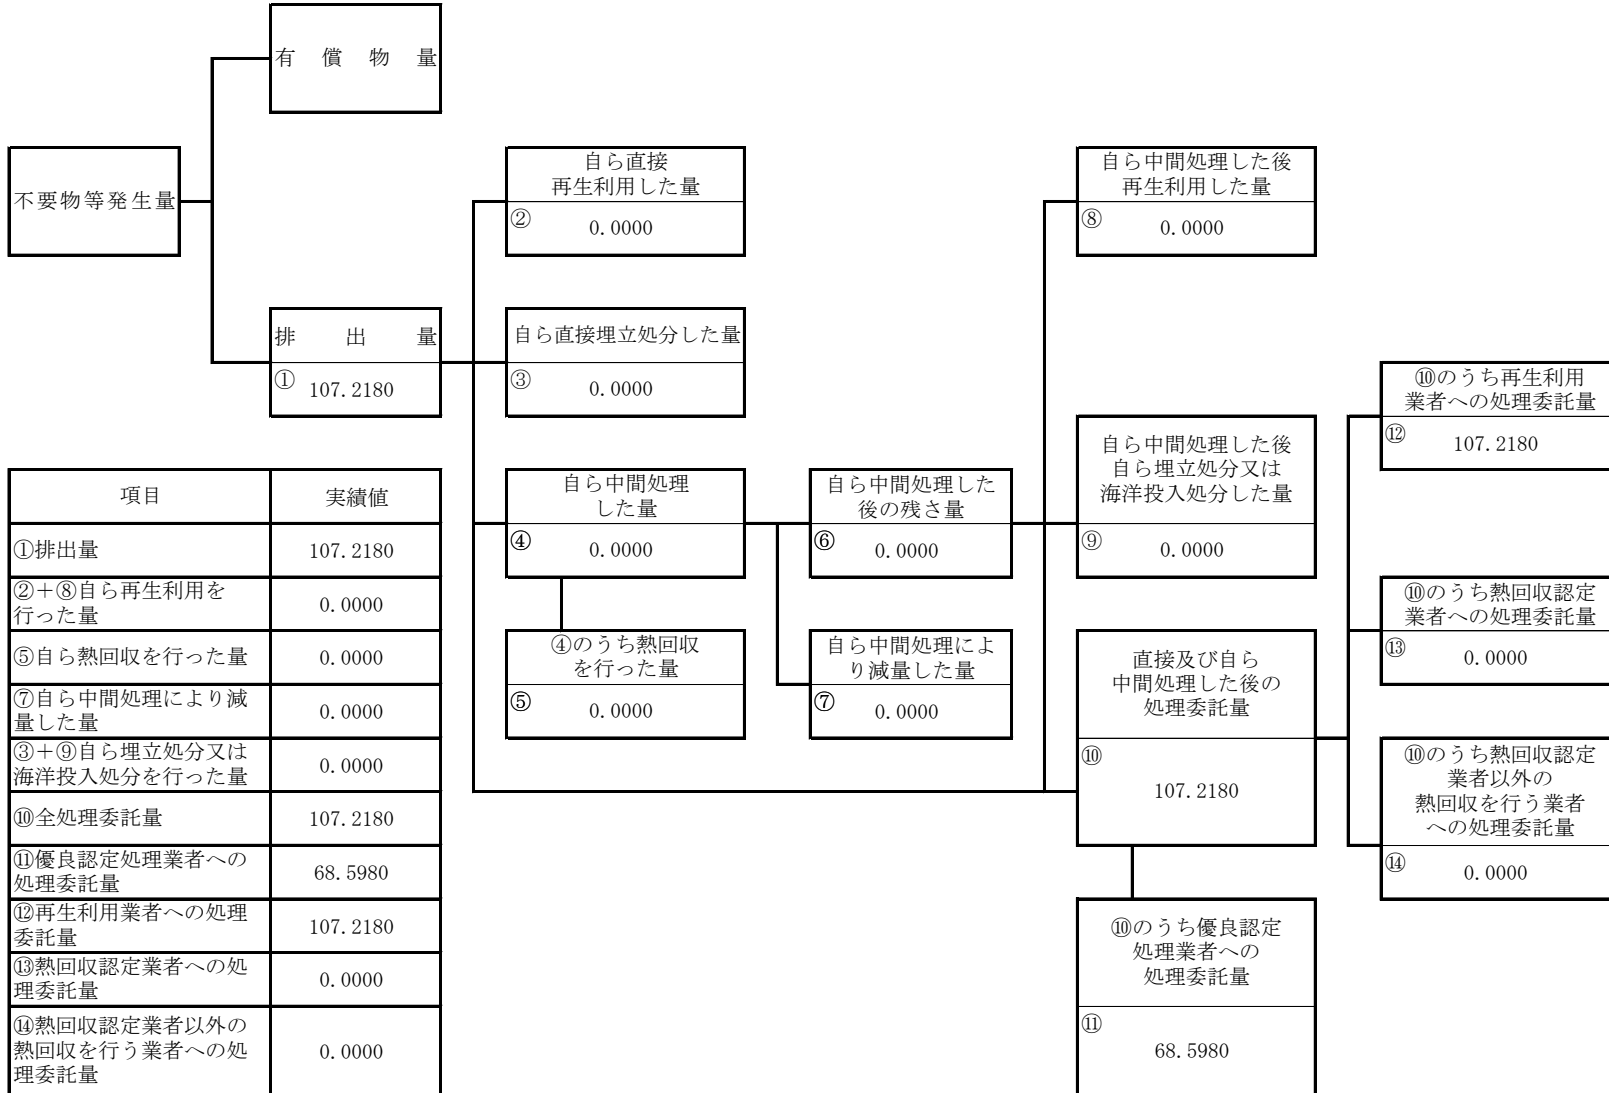 有償物量
不要物等発生量
排出量
①
107.2180
自ら直接
再生利用した量
②
0.0000
自ら直接埋立処分した量
③
0.0000
自ら中間処理
した量
④
0.0000
④のうち熱回収
を行った量
⑤
0.0000
自ら中間処理した
後の残さ量
⑥
0.0000
自ら中間処理によ
り減量した量
⑦
0.0000
自ら中間処理した後
再生利用した量
⑧
0.0000
自ら中間処理した後
自ら埋立処分又は
海洋投入処分した量
⑨
0.0000
直接及び自ら
中間処理した後の
処理委託量
⑩
107.2180
⑩のうち優良認定
処理業者への
処理委託量
⑪
68.5980
⑩のうち再生利用
業者への処理委託量
⑫
107.2180
⑩のうち熱回収認定
業者への処理委託量
⑬
0.0000
⑩のうち熱回収認定
業者以外の
熱回収を行う業者
への処理委託量
⑭
0.0000
項目 実績値
①排出量 107.2180
②＋⑧自ら再生利用を
行った量
0.0000
⑤自ら熱回収を行った量 0.0000
⑦自ら中間処理により減
量した量
0.0000
③＋⑨自ら埋立処分又は
海洋投入処分を行った量
0.0000
⑩全処理委託量 107.2180
⑪優良認定処理業者への
処理委託量
68.5980
⑫再生利用業者への処理
委託量
107.2180
⑬熱回収認定業者への処
理委託量
0.0000
⑭熱回収認定業者以外の
熱回収を行う業者への処
理委託量
0.0000